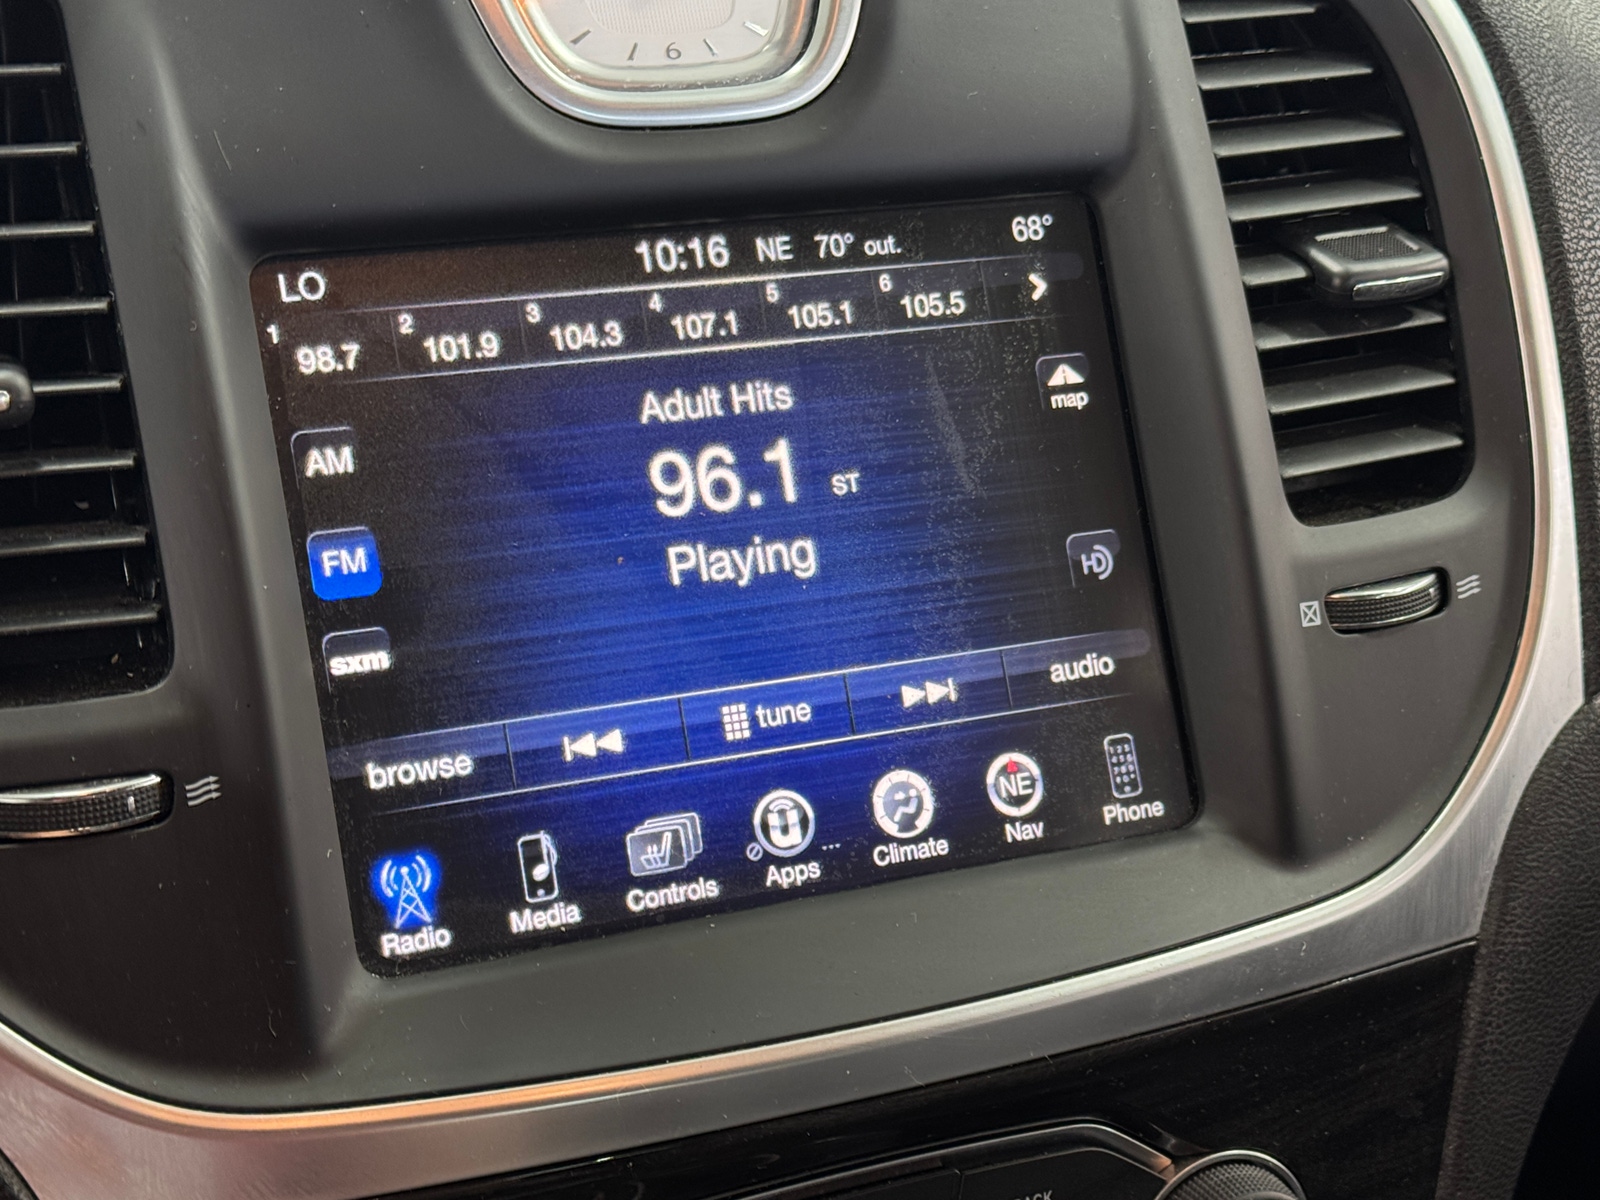 6
LO 10:16 NE 70° out. 68°
1 98.7 2 101.9 3 104.3 4 107.1 5 105.1 6 105.5
Adult Hits
map
AM
96.1 ST
FM
Playing
HD
sxm
browse tune audio
NE
Radio Media Controls Apps ... Climate Nav Phone